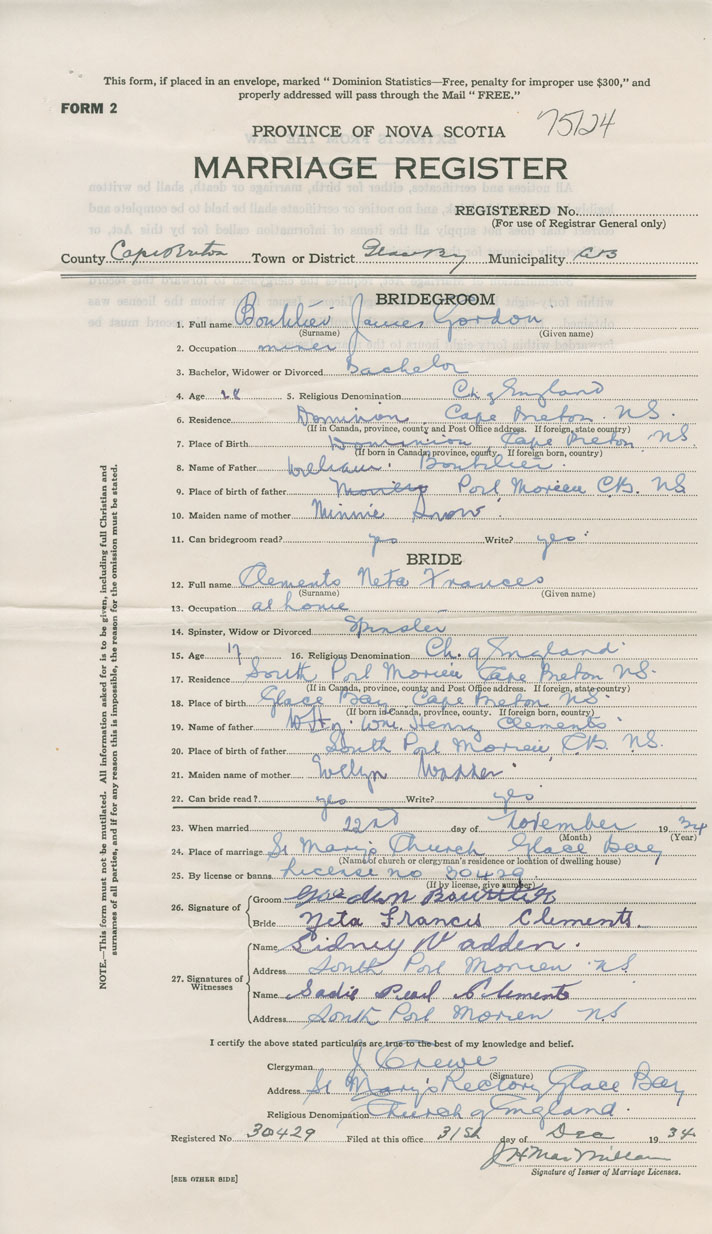 This form, if placed in an envelope, marked " Dominion Statistics—Free, penalty for improper use $300," and
properly addressed will pass through the Mail " FREE."
FORM 2
PROVINCE OF NOVA SCOTIA
75124
MARRIAGE REGISTER
REGISTERED No.
(For use of Registrar General only)
County Cape Breton Town or District Glace Bay Municipality CB
BRIDEGROOM
1. Full name Boutilier James Gordon
(Surname) (Given name)
2. Occupation miner
3. Bachelor, Widower or Divorced Bachelor
4. Age 28 5. Religious Denomination Ch. of England
6. Residence Dominion Cape Breton N.S.
(If in Canada, province, county and Post Office address. If foreign, state country)
7. Place of Birth Dominion Cape Breton N.S.
(If born in Canada, province, county. If foreign born, country)
8. Name of Father William Boutilier
9. Place of birth of father Port Morien C.B. N.S.
10. Maiden name of mother Minnie Snow
11. Can bridegroom read? yes Write? yes
BRIDE
12. Full name Clements Neta Frances
(Surname) (Given name)
13. Occupation at home
14. Spinster, Widow or Divorced Spinster
15. Age 17 16. Religious Denomination Ch. of England
17. Residence South Port Morien Cape Breton N.S.
(If in Canada, province, county and Post Office address. If foreign, state country)
18. Place of Birth Glace Bay Cape Breton N.S.
(If born in Canada, province, county. If foreign born, country)
19. Name of father Wm. Henry Clements
20. Place of birth of father South Port Morien C.B. N.S.
21. Maiden name of mother Evelyn Wadden
22. Can bride read? yes Write? yes
23. When married 22nd day of November 1934
(Month) (Year)
24. Place of marriage St Mary's Church Glace Bay
(Name of church or clergyman's residence or location of dwelling house)
25. By license or banns License no 30429
(If by license, give number)
26. Signature of
Groom Gordon Boutilier
Bride Neta Francis Clements.
27. Signatures of Witnesses
Name Sidney Wadden.
Address South Port Morien N.S.
Name Sadie Pearl Clements
Address South Port Morien N.S
I certify the above stated particulars are true to the best of my knowledge and belief.
Clergyman J Crewe
(Signature)
Address St Mary's Rectory Glace Bay
Religious Denomination Church of England.
Registered No. 30429 Filed at this office 31st day of Dec 1934
J H MacMillan
Signature of Issuer of Marriage Licenses.
[SEE OTHER SIDE]
NOTE.—This form must not be mutilated. All information asked for is to be given, including full Christian and
surnames of all parties, and if for any reason this is impossible, the reason for the omission must be stated.